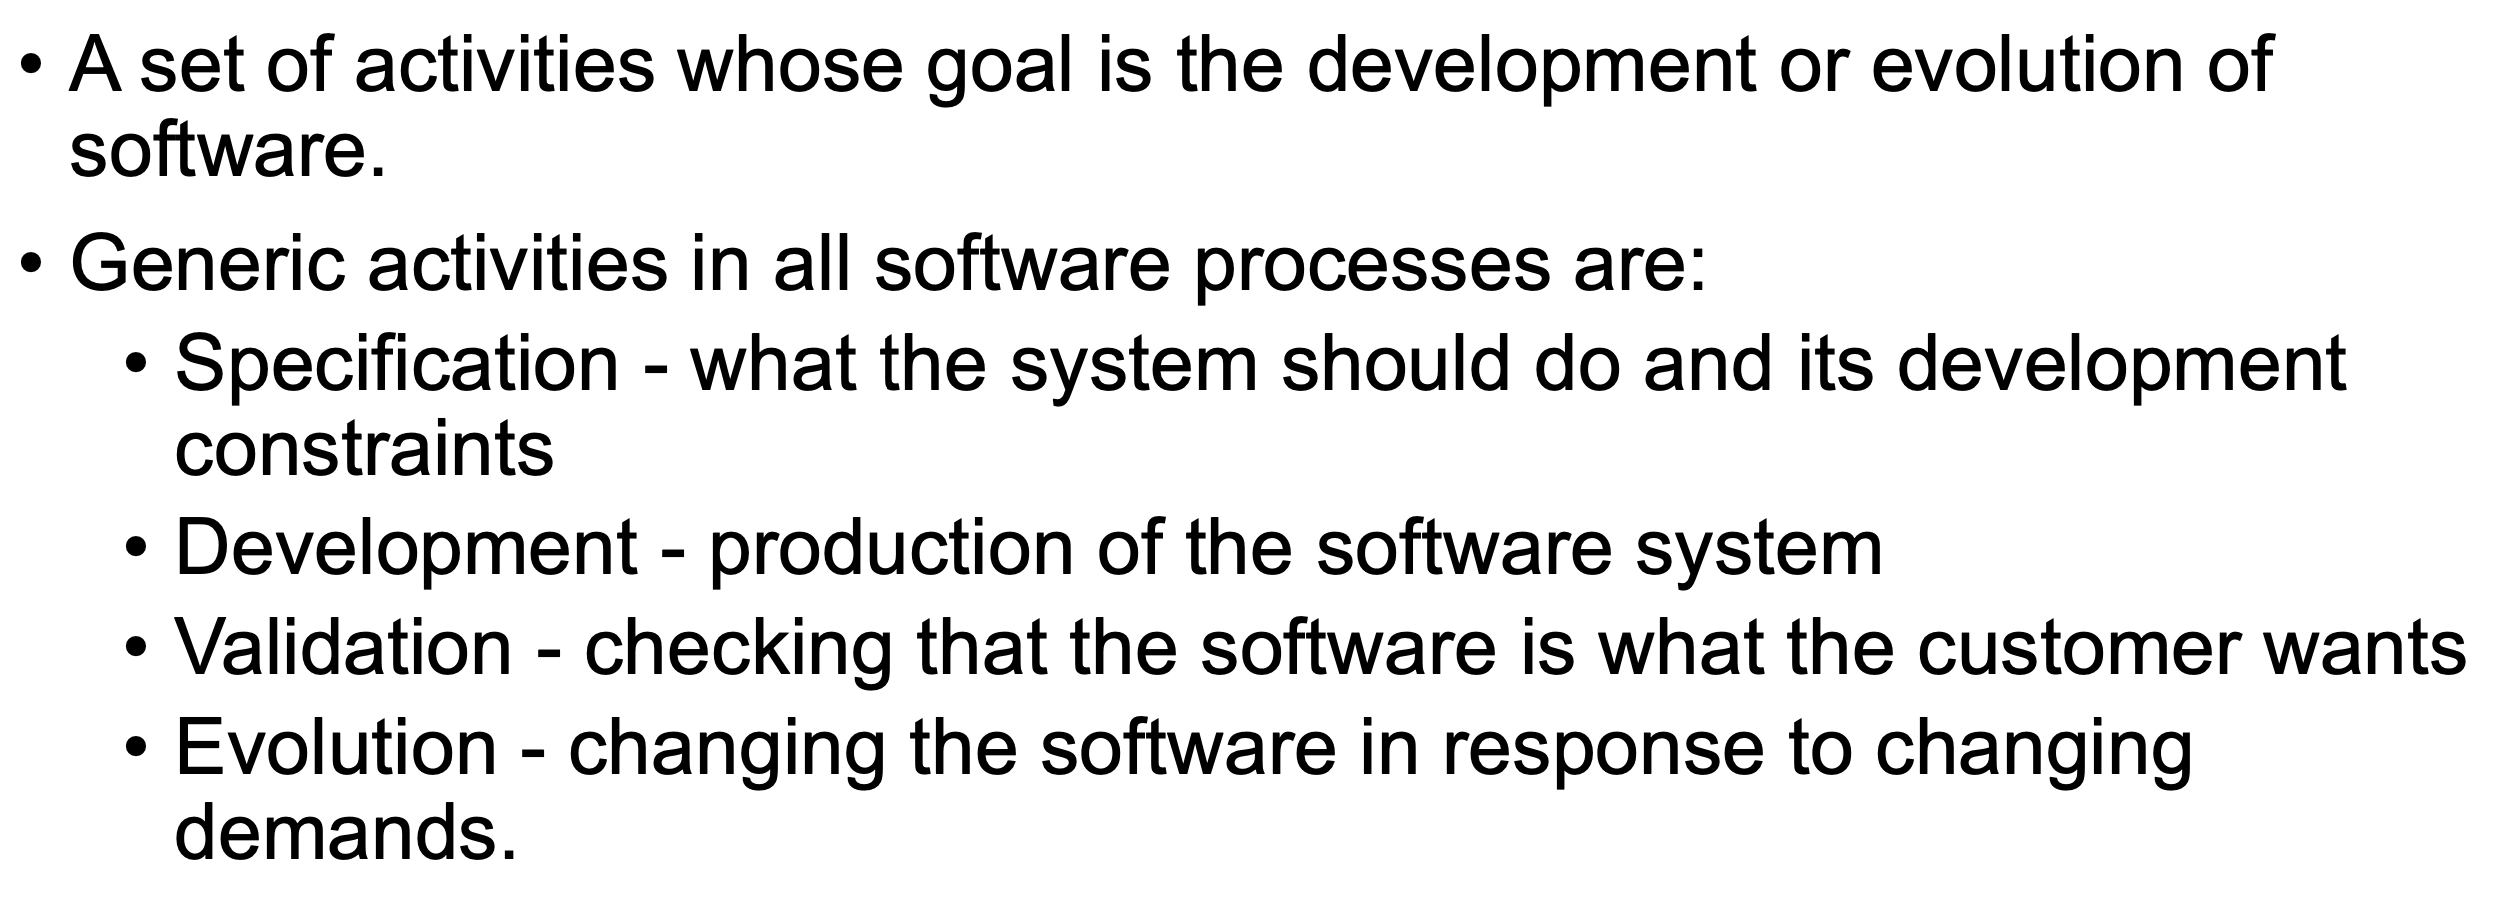 • A set of activities whose goal is the development or evolution of
software.
• Generic activities in all software processes are:
• Specification - what the system should do and its development
constraints
• Development - production of the software system
• Validation - checking that the software is what the customer wants
• Evolution - changing the software in response to changing
demands.